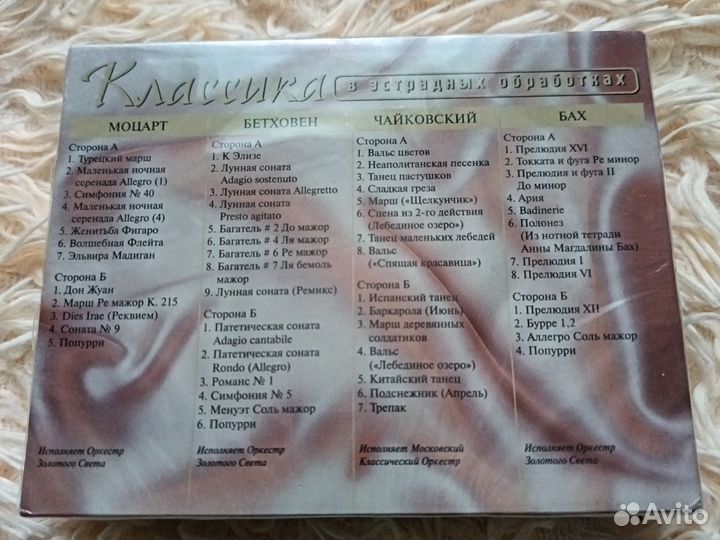 Классика в эстрадных обработках
МОЦАРТ
Сторона А
1. Турецкий марш
2. Маленькая ночная
серенада Allegro (1)
3. Симфония № 40
4. Маленькая ночная
серенада Allegro (4)
5. Женитьба Фигаро
6. Волшебная Флейта
7. Эльвира Мадиган
Сторона Б
1. Дон Жуан
2. Марш Ре мажор К. 215
3. Dies Irae (Реквием)
4. Соната № 9
5. Попурри
Исполняет Оркестр
Золотого Света
БЕТХОВЕН
Сторона А
1. К Элизе
2. Лунная соната
Adagio sostenuto
3. Лунная соната Allegretto
4. Лунная соната
Presto agitato
5. Багатель # 2 До мажор
6. Багатель # 4 Ля мажор
7. Багатель # 6 Ре мажор
8. Багатель # 7 Ля бемоль
мажор
9. Лунная соната (Ремикс)
Сторона Б
1. Патетическая соната
Adagio cantabile
2. Патетическая соната
Rondo (Allegro)
3. Романс № 1
4. Симфония № 5
5. Менуэт Соль мажор
6. Попурри
Исполняет Оркестр
Золотого Света
ЧАЙКОВСКИЙ
Сторона А
1. Вальс цветов
2. Неаполитанская песенка
3. Танец пастушков
4. Сладкая греза
5. Марш («Щелкунчик»)
6. Сцена из 2-го действия
(Лебединое озеро»)
7. Танец маленьких лебедей
8. Вальс
(«Спящая красавица»)
Сторона Б
1. Испанский танец
2. Баркарола (Июнь)
3. Марш деревянных
солдатиков
4. Вальс
(«Лебединое озеро»)
5. Китайский танец
6. Подснежник (Апрель)
7. Трепак
Исполняет Московский
Классический Оркестр
БАХ
Сторона А
1. Прелюдия XVI
2. Токката и фуга Ре минор
3. Прелюдия и фуга II
До минор
4. Ария
5. Badinerie
6. Полонез
(Из нотной тетради
Анны Магдалины Бах)
7. Прелюдия I
8. Прелюдия VI
Сторона Б
1. Прелюдия XII
2. Бурре 1,2
3. Аллегро Соль мажор
4. Попурри
Исполняет Оркестр
Золотого Света
Avito